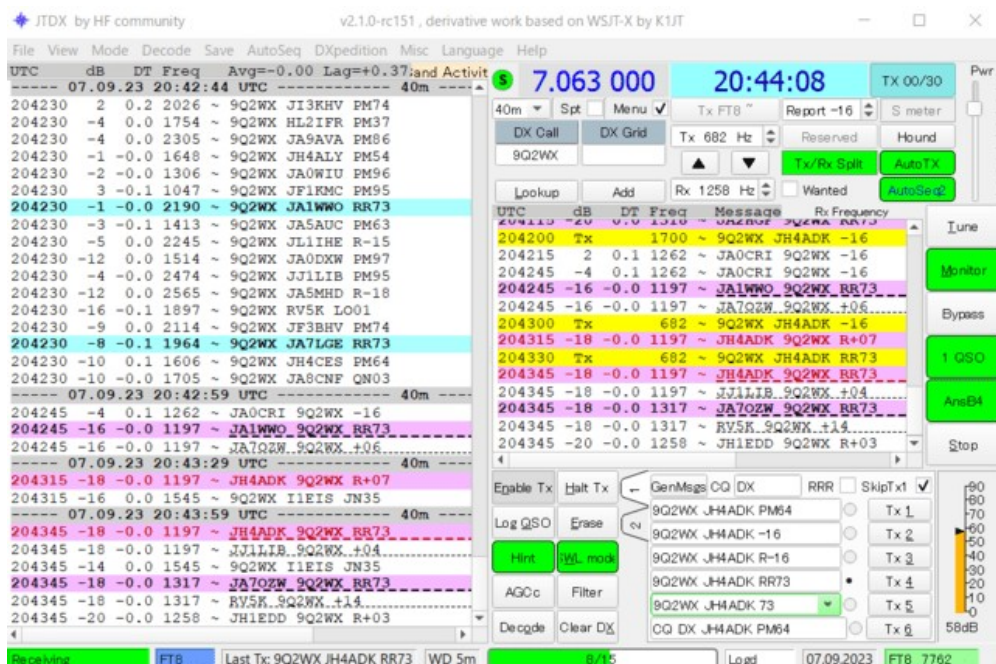 JTDX by HF community v2.1.0-rc151 , derivative work based on WSJT-X by K1JT
File View Mode Decode Save AutoSeq DXpedition Misc Language Help
UTC dB DT Freq Avg=-0.00 Lag=+0.37
and Activit
----- 07.09.23 20:42:44 UTC ------------ 40m ----
204230 2 0.2 2026 ~ 9Q2WX JI3KHV PM74
204230 -4 0.0 1754 ~ 9Q2WX HL2IFR PM37
204230 -4 0.0 2305 ~ 9Q2WX JA9AVA PM86
204230 -1 -0.0 1648 ~ 9Q2WX JH4ALY PM54
204230 -2 -0.0 1306 ~ 9Q2WX JA0WIU PM96
204230 3 -0.1 1047 ~ 9Q2WX JF1KMC PM95
204230 -1 -0.0 2190 ~ 9Q2WX JA1WWO RR73
204230 -3 -0.1 1413 ~ 9Q2WX JA5AUC PM63
204230 -5 0.0 2245 ~ 9Q2WX JL1IHE R-15
204230 -12 0.0 1514 ~ 9Q2WX JA0DXW PM97
204230 -4 -0.0 2474 ~ 9Q2WX JJ1LIB PM95
204230 -12 0.0 2565 ~ 9Q2WX JA5MHD R-18
204230 -16 -0.1 1897 ~ 9Q2WX RV5K LO01
204230 -9 0.0 2114 ~ 9Q2WX JF3BHV PM74
204230 -8 -0.1 1964 ~ 9Q2WX JA7LGE RR73
204230 -10 0.1 1606 ~ 9Q2WX JH4CES PM64
204230 -10 -0.0 1705 ~ 9Q2WX JA8CNF QN03
----- 07.09.23 20:42:59 UTC ------------ 40m ----
204245 -4 0.1 1262 ~ JA0CRI 9Q2WX -16
204245 -16 -0.0 1197 ~ JA1WWO 9Q2WX RR73
204245 -16 -0.0 1197 ~ JA7OZW 9Q2WX +06
----- 07.09.23 20:43:29 UTC ------------ 40m ----
204315 -18 -0.0 1197 ~ JH4ADK 9Q2WX R+07
204315 -16 0.0 1545 ~ 9Q2WX I1EIS JN35
----- 07.09.23 20:43:59 UTC ------------ 40m ----
204345 -18 -0.0 1197 ~ JH4ADK 9Q2WX RR73
204345 -18 -0.0 1197 ~ JJ1LIB 9Q2WX +04
204345 -14 0.0 1545 ~ 9Q2WX I1EIS JN35
204345 -18 -0.0 1317 ~ JA7OZW 9Q2WX RR73
204345 -18 -0.0 1317 ~ RV5K 9Q2WX +14
204345 -20 -0.0 1258 ~ JH1EDD 9Q2WX R+03
S 7.063 000 20:44:08 TX 00/30 Pwr
40m Spt Menu Tx FT8 ~ Report -16 S meter
DX Call DX Grid Tx 682 Hz Reserved Hound
9Q2WX Tx/Rx Split AutoTX
Lookup Add Rx 1258 Hz Wanted AutoSeq2
UTC dB DT Freq Message Rx Frequency
204200 Tx 1700 ~ 9Q2WX JH4ADK -16
204215 2 0.1 1262 ~ JA0CRI 9Q2WX -16
204245 -4 0.1 1262 ~ JA0CRI 9Q2WX -16
204245 -16 -0.0 1197 ~ JA1WWO 9Q2WX RR73
204245 -16 -0.0 1197 ~ JA7OZW 9Q2WX +06
204300 Tx 682 ~ 9Q2WX JH4ADK -16
204315 -18 -0.0 1197 ~ JH4ADK 9Q2WX R+07
204330 Tx 682 ~ 9Q2WX JH4ADK RR73
204345 -18 -0.0 1197 ~ JH4ADK 9Q2WX RR73
204345 -18 -0.0 1197 ~ JJ1LIB 9Q2WX +04
204345 -18 -0.0 1317 ~ JA7OZW 9Q2WX RR73
204345 -18 -0.0 1317 ~ RV5K 9Q2WX +14
204345 -20 -0.0 1258 ~ JH1EDD 9Q2WX R+03
Tune
Monitor
Bypass
1 QSO
AnsB4
Stop
Enable Tx Halt Tx 1 GenMsgs CQ DX RRR SkipTx1
9Q2WX JH4ADK PM64 Tx 1
Log QSO Erase 2 9Q2WX JH4ADK -16 Tx 2
Hint SWL mode 9Q2WX JH4ADK R-16 Tx 3
AGCc Filter 9Q2WX JH4ADK RR73 Tx 4
9Q2WX JH4ADK 73 Tx 5
Decode Clear DX CQ DX JH4ADK PM64 Tx 6
90
80
70
60
50
40
30
20
10
0
58dB
Receiving FT8 Last Tx: 9Q2WX JH4ADK RR73 WD 5m 8/15 Logd 07.09.2023 FT8 7762